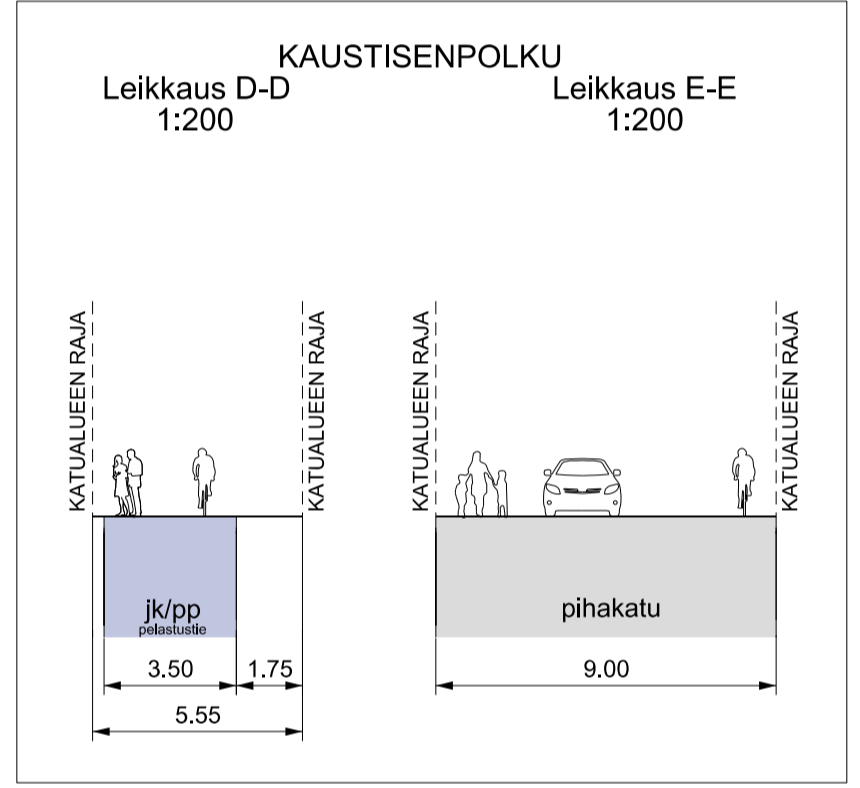 KAUSTISENPOLKU
Leikkaus D-D
1:200
Leikkaus E-E
1:200
KATUALUEEN RAJA
KATUALUEEN RAJA
KATUALUEEN RAJA
KATUALUEEN RAJA
jk/pp
pelastustie
pihakatu
3.50
1.75
9.00
5.55